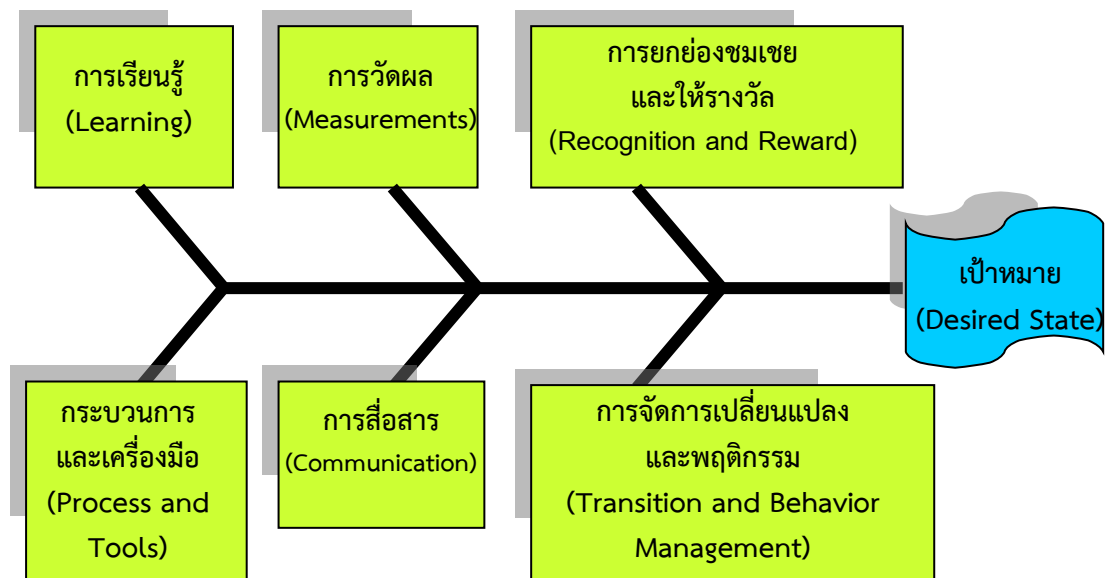 การเรียนรู้
(Learning)
การวัดผล
(Measurements)
การยกย่องชมเชย
และให้รางวัล
(Recognition and Reward)
เป้าหมาย
(Desired State)
กระบวนการ
และเครื่องมือ
(Process and
Tools)
การสื่อสาร
(Communication)
การจัดการเปลี่ยนแปลง
และพฤติกรรม
(Transition and Behavior
Management)